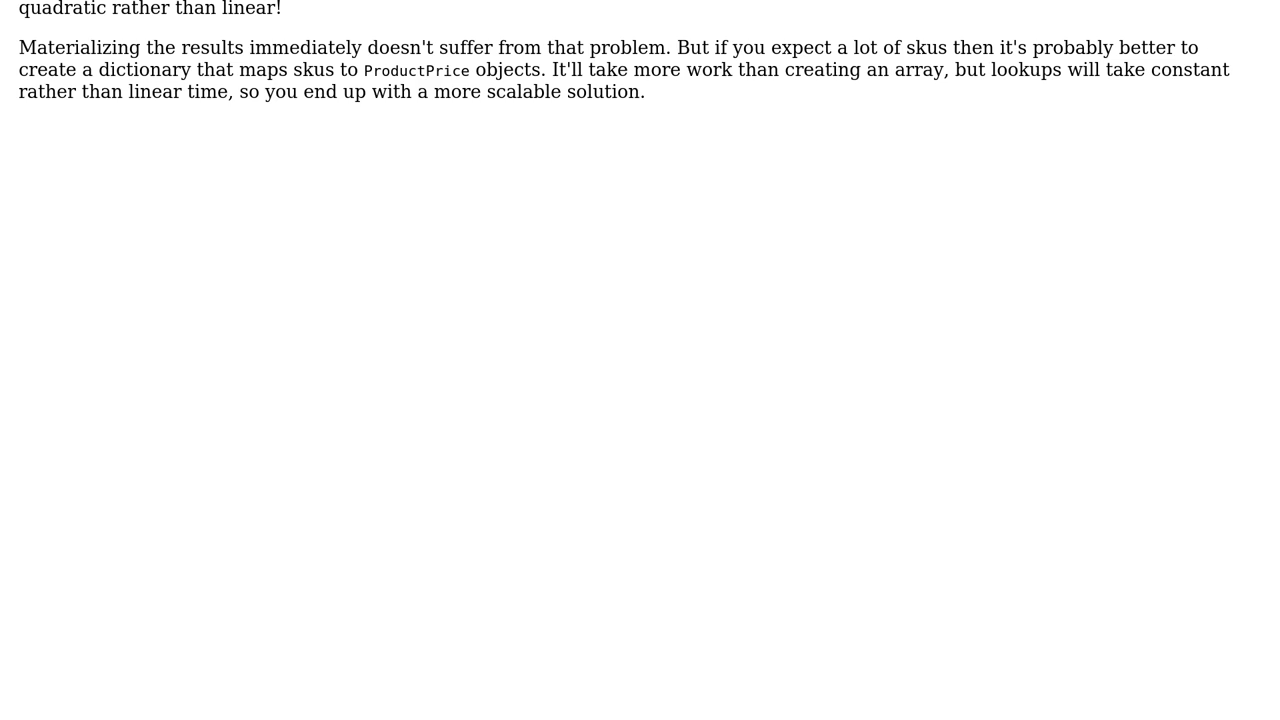 quadratic rather than linear!
Materializing the results immediately doesn't suffer from that problem. But if you expect a lot of skus then it's probably better to
create a dictionary that maps skus to ProductPrice objects. It'll take more work than creating an array, but lookups will take constant
rather than linear time, so you end up with a more scalable solution.